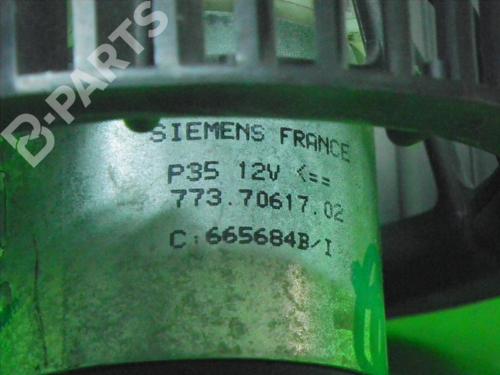 B-PARTS
SIEMENS FRANCE
P35 12V <==
773.70617.02
C:665684B/I